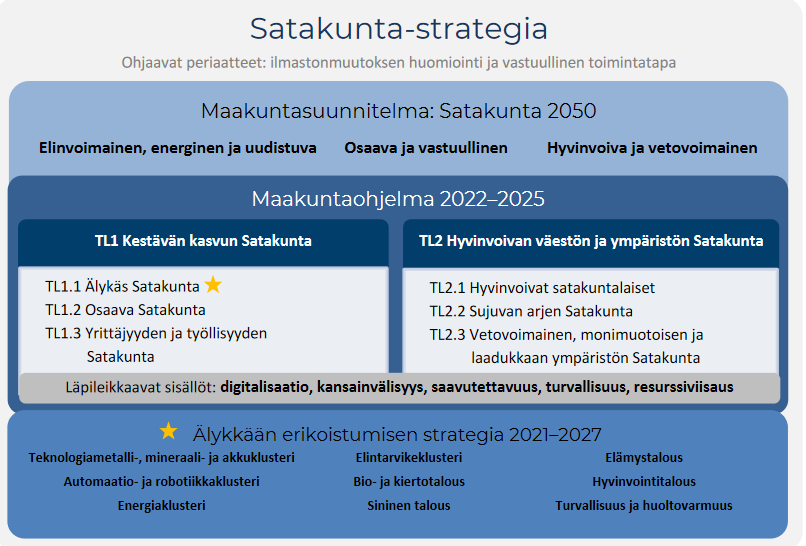 Satakunta-strategia
Ohjaavat periaatteet: ilmastonmuutoksen huomiointi ja vastuullinen toimintatapa
Maakuntasuunnitelma: Satakunta 2050
Elinvoimainen, energinen ja uudistuva Osaava ja vastuullinen Hyvinvoiva ja vetovoimainen
Maakuntaohjelma 2022–2025
TL1 Kestävän kasvun Satakunta
TL1.1 Älykäs Satakunta
TL1.2 Osaava Satakunta
TL1.3 Yrittäjyyden ja työllisyyden
Satakunta
TL2 Hyvinvoivan väestön ja ympäristön Satakunta
TL2.1 Hyvinvoivat satakuntalaiset
TL2.2 Sujuvan arjen Satakunta
TL2.3 Vetovoimainen, monimuotoisen ja
laadukkaan ympäristön Satakunta
Läpileikkaavat sisällöt: digitalisaatio, kansainvälisyys, saavutettavuus, turvallisuus, resurssiviisaus
Älykkään erikoistumisen strategia 2021–2027
Teknologiametalli-, mineraali- ja akkuklusteri
Automaatio- ja robotiikkaklusteri
Energiaklusteri
Elintarvikeklusteri
Bio- ja kiertotalous
Sininen talous
Elämystalous
Hyvinvointitalous
Turvallisuus ja huoltovarmuus